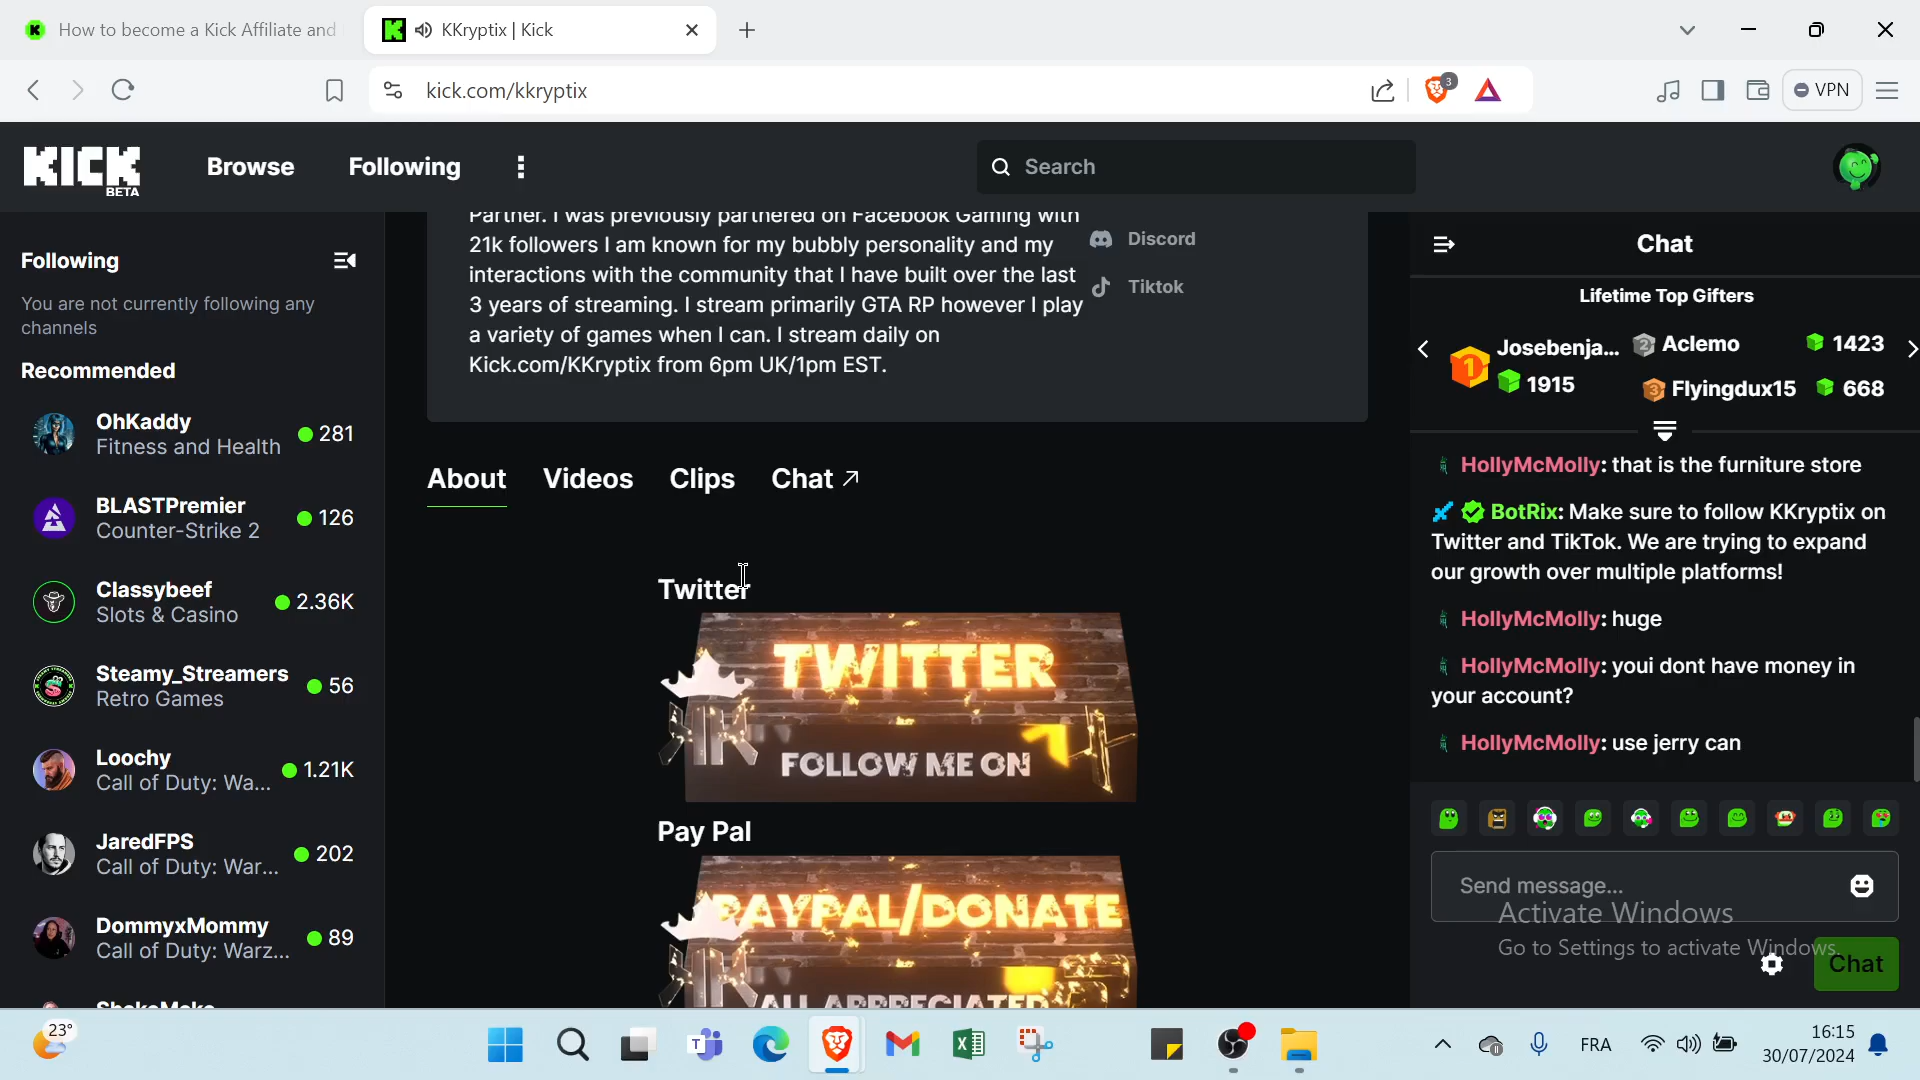 How to become a Kick Affiliate and
KKryptix | Kick
kick.com/kkryptix
3
VPN
KICK
BETA
Browse
Following
Search
Following
You are not currently following any
channels
Recommended
OhKaddy
Fitness and Health
281
BLASTPremier
Counter-Strike 2
126
Classybeef
Slots & Casino
2.36K
Steamy_Streamers
Retro Games
56
Loochy
Call of Duty: Wa...
1.21K
JaredFPS
Call of Duty: War...
202
DommyxMommy
Call of Duty: Warz...
89
Partner. I was previously partnered on Facebook Gaming with
21k followers I am known for my bubbly personality and my
interactions with the community that I have built over the last
3 years of streaming. I stream primarily GTA RP however I play
a variety of games when I can. I stream daily on
Kick.com/KKryptix from 6pm UK/1pm EST.
Discord
Tiktok
About
Videos
Clips
Chat
Twitter
TWITTER
FOLLOW ME ON
Pay Pal
PAYPAL/DONATE
ALL APPRECIATED
Chat
Lifetime Top Gifters
1
Josebenja...
1915
2
Aclemo
1423
3
Flyingdux15
668
HollyMcMolly: that is the furniture store
BotRix: Make sure to follow KKryptix on
Twitter and TikTok. We are trying to expand
our growth over multiple platforms!
HollyMcMolly: huge
HollyMcMolly: youi dont have money in
your account?
HollyMcMolly: use jerry can
Send message...
Activate Windows
Go to Settings to activate Windows.
Chat
23°
FRA
16:15
30/07/2024